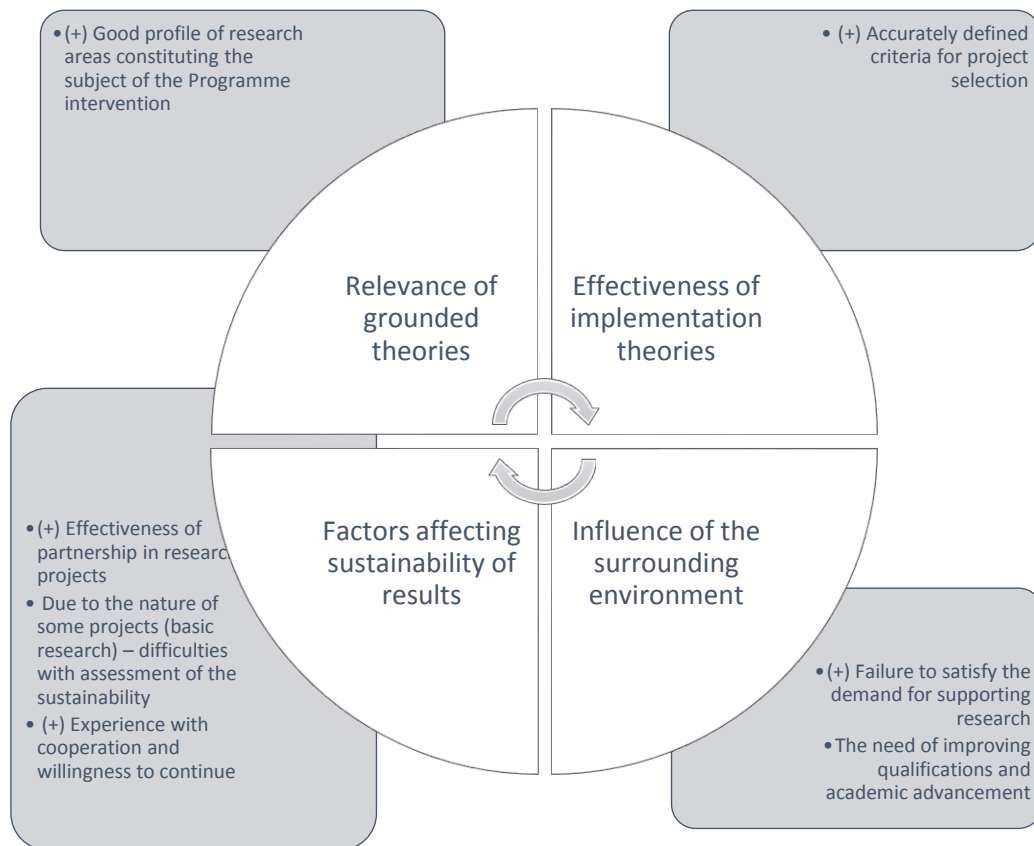 •(+) Good profile of research
areas constituting the
subject of the Programme
intervention
• (+) Accurately defined
criteria for project
selection
Relevance of
grounded
theories
Effectiveness of
implementation
theories
Factors affecting
sustainability of
results
Influence of the
surrounding
environment
•(+) Effectiveness of
partnership in research
projects
• Due to the nature of
some projects (basic
research) – difficulties
with assessment of the
sustainability
• (+) Experience with
cooperation and
willingness to continue
•(+) Failure to satisfy the
demand for supporting
research
•The need of improving
qualifications and
academic advancement